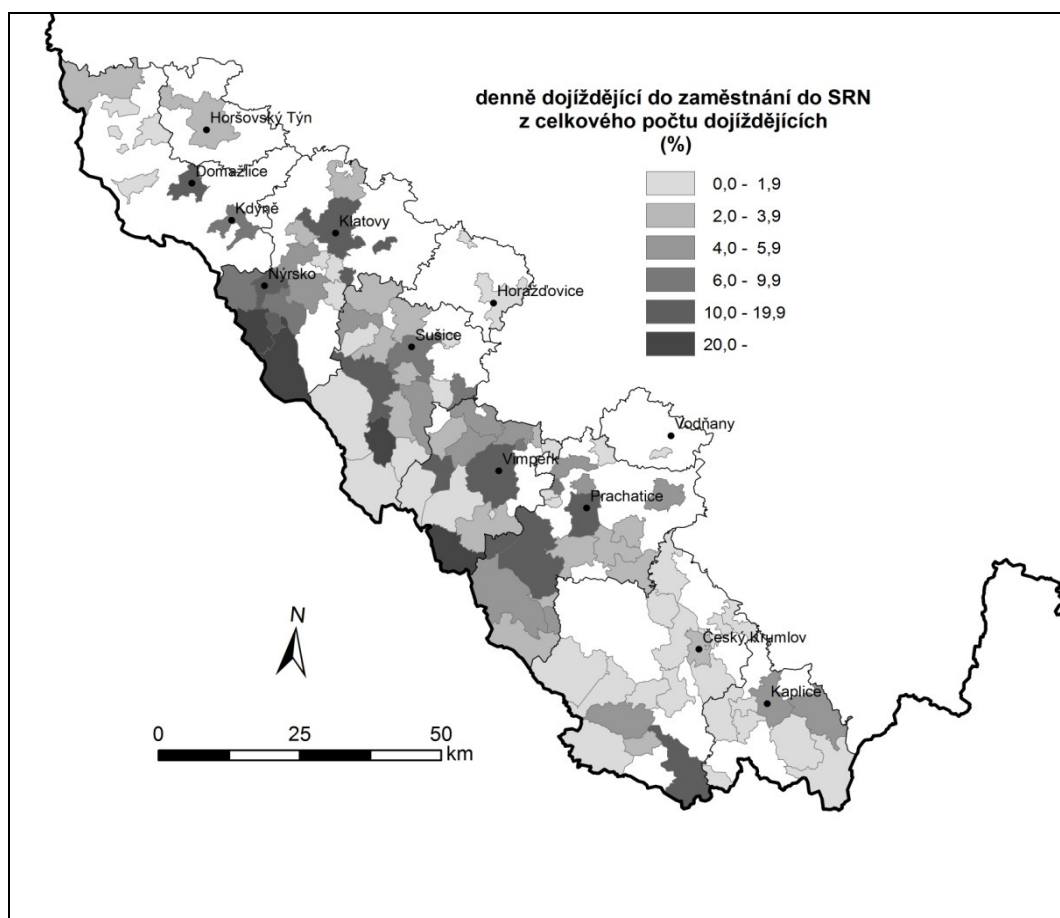 denně dojíždějící do zaměstnání do SRN
z celkového počtu dojíždějících
(%)
0,0 - 1,9
2,0 - 3,9
4,0 - 5,9
6,0 - 9,9
10,0 - 19,9
20,0 -
Horšovský Týn
Domažlice
Kdyně
Klatovy
Nýrsko
Horažďovice
Sušice
Vodňany
Vimperk
Prachatice
Český Krumlov
Kaplice
N
0 25 50
km